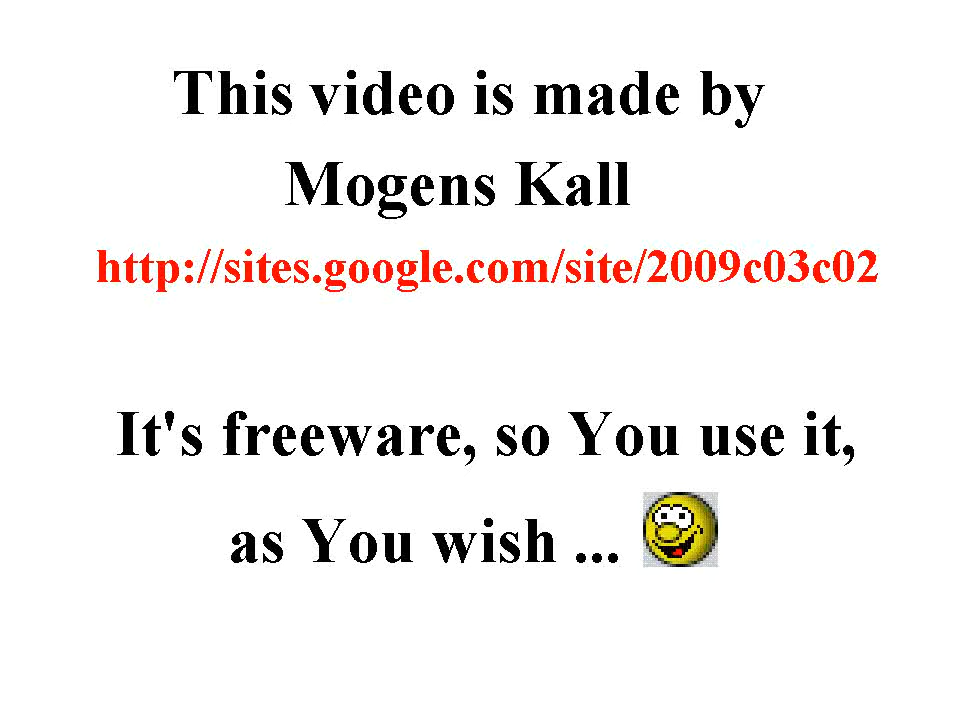 This video is made by
Mogens Kall
http://sites.google.com/site/2009c03c02
It's freeware, so You use it,
as You wish ...